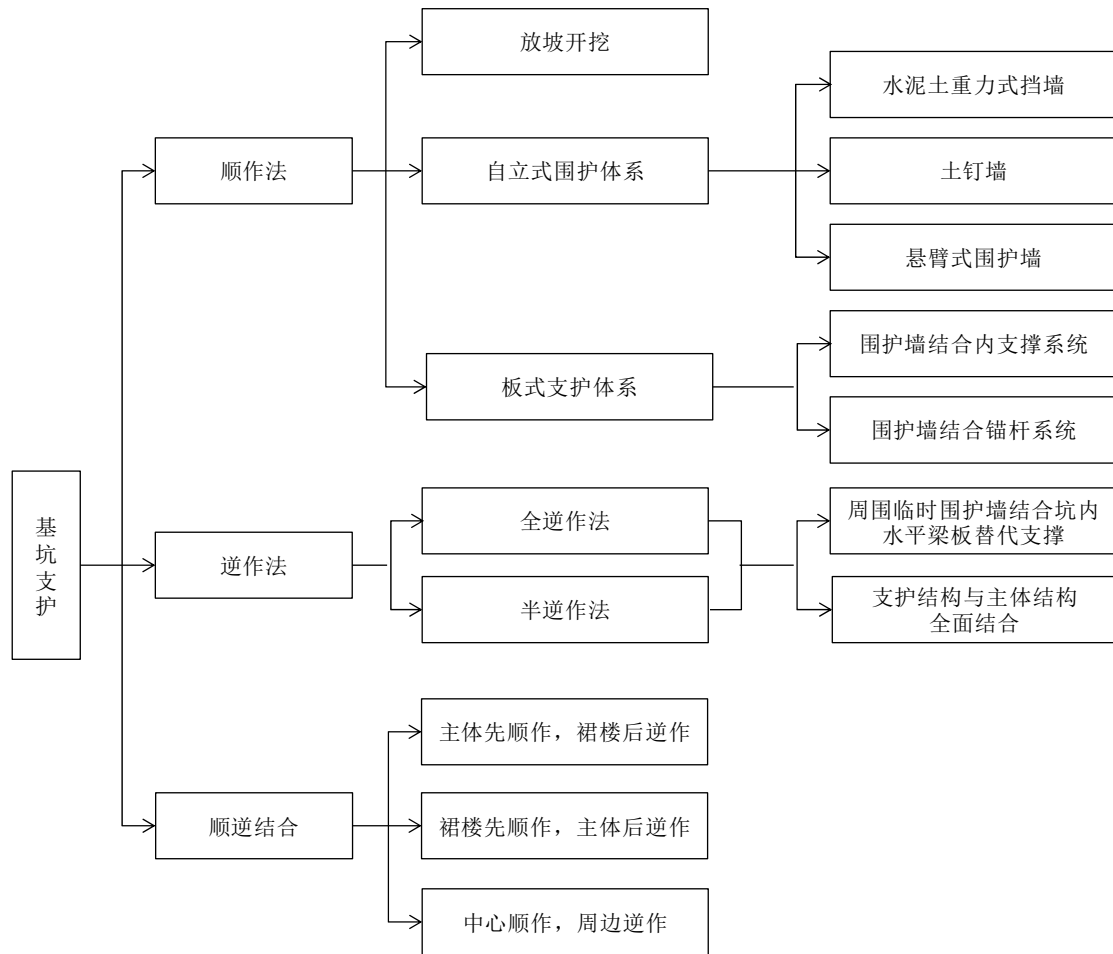 基
坑
支
护
顺作法
放坡开挖
自立式围护体系
水泥土重力式挡墙
土钉墙
悬臂式围护墙
板式支护体系
围护墙结合内支撑系统
围护墙结合锚杆系统
逆作法
全逆作法
半逆作法
周围临时围护墙结合坑内
水平梁板替代支撑
支护结构与主体结构
全面结合
顺逆结合
主体先顺作，裙楼后逆作
裙楼先顺作，主体后逆作
中心顺作，周边逆作